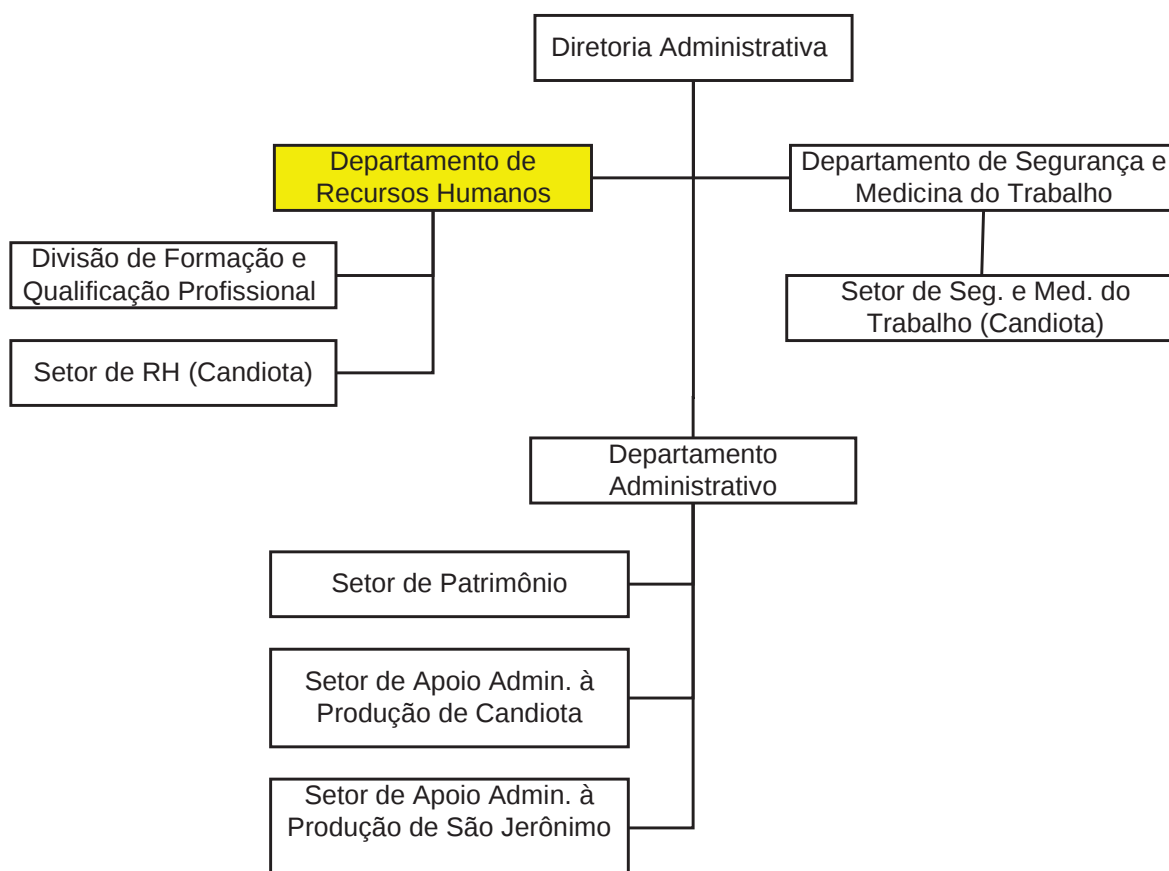 Diretoria Administrativa
Departamento de
Recursos Humanos
Departamento de Segurança e
Medicina do Trabalho
Divisão de Formação e
Qualificação Profissional
Setor de Seg. e Med. do
Trabalho (Candiota)
Setor de RH (Candiota)
Departamento
Administrativo
Setor de Patrimônio
Setor de Apoio Admin. à
Produção de Candiota
Setor de Apoio Admin. à
Produção de São Jerônimo